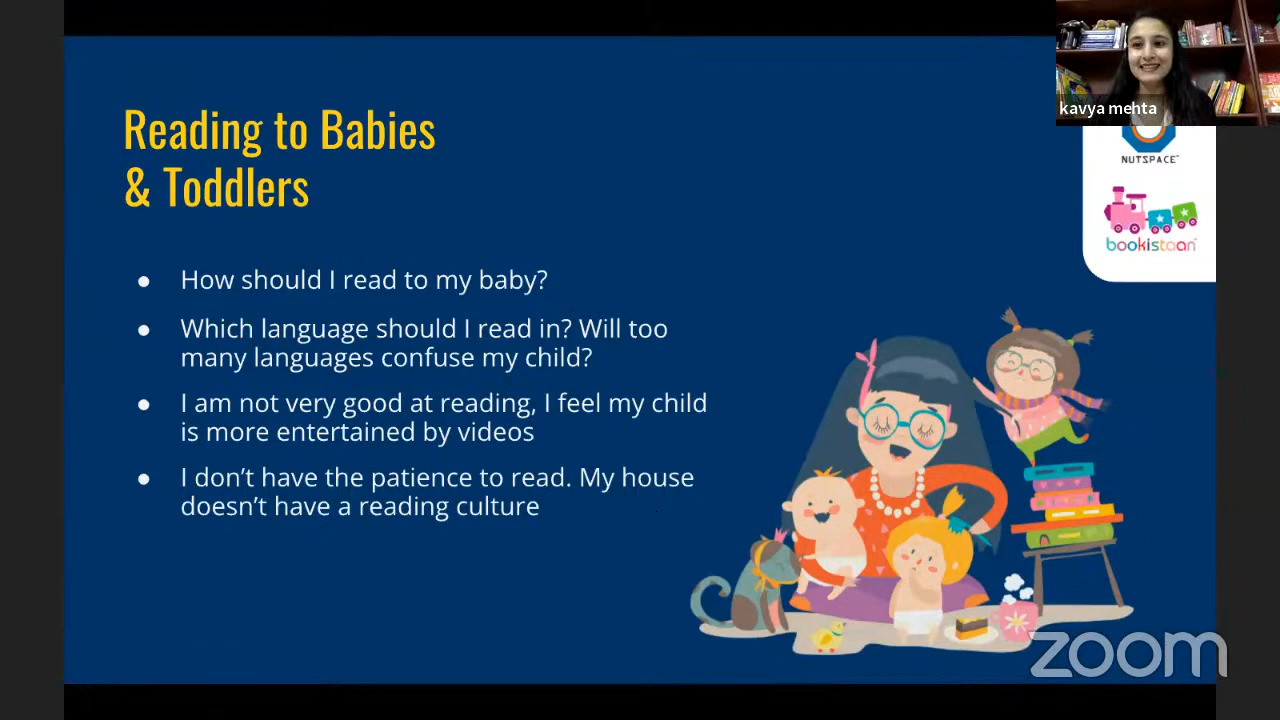 kavya mehta
NUTSPACE™
bookistaan™
Reading to Babies
& Toddlers
● How should I read to my baby?
● Which language should I read in? Will too
many languages confuse my child?
● I am not very good at reading, I feel my child
is more entertained by videos
● I don’t have the patience to read. My house
doesn’t have a reading culture
zoom